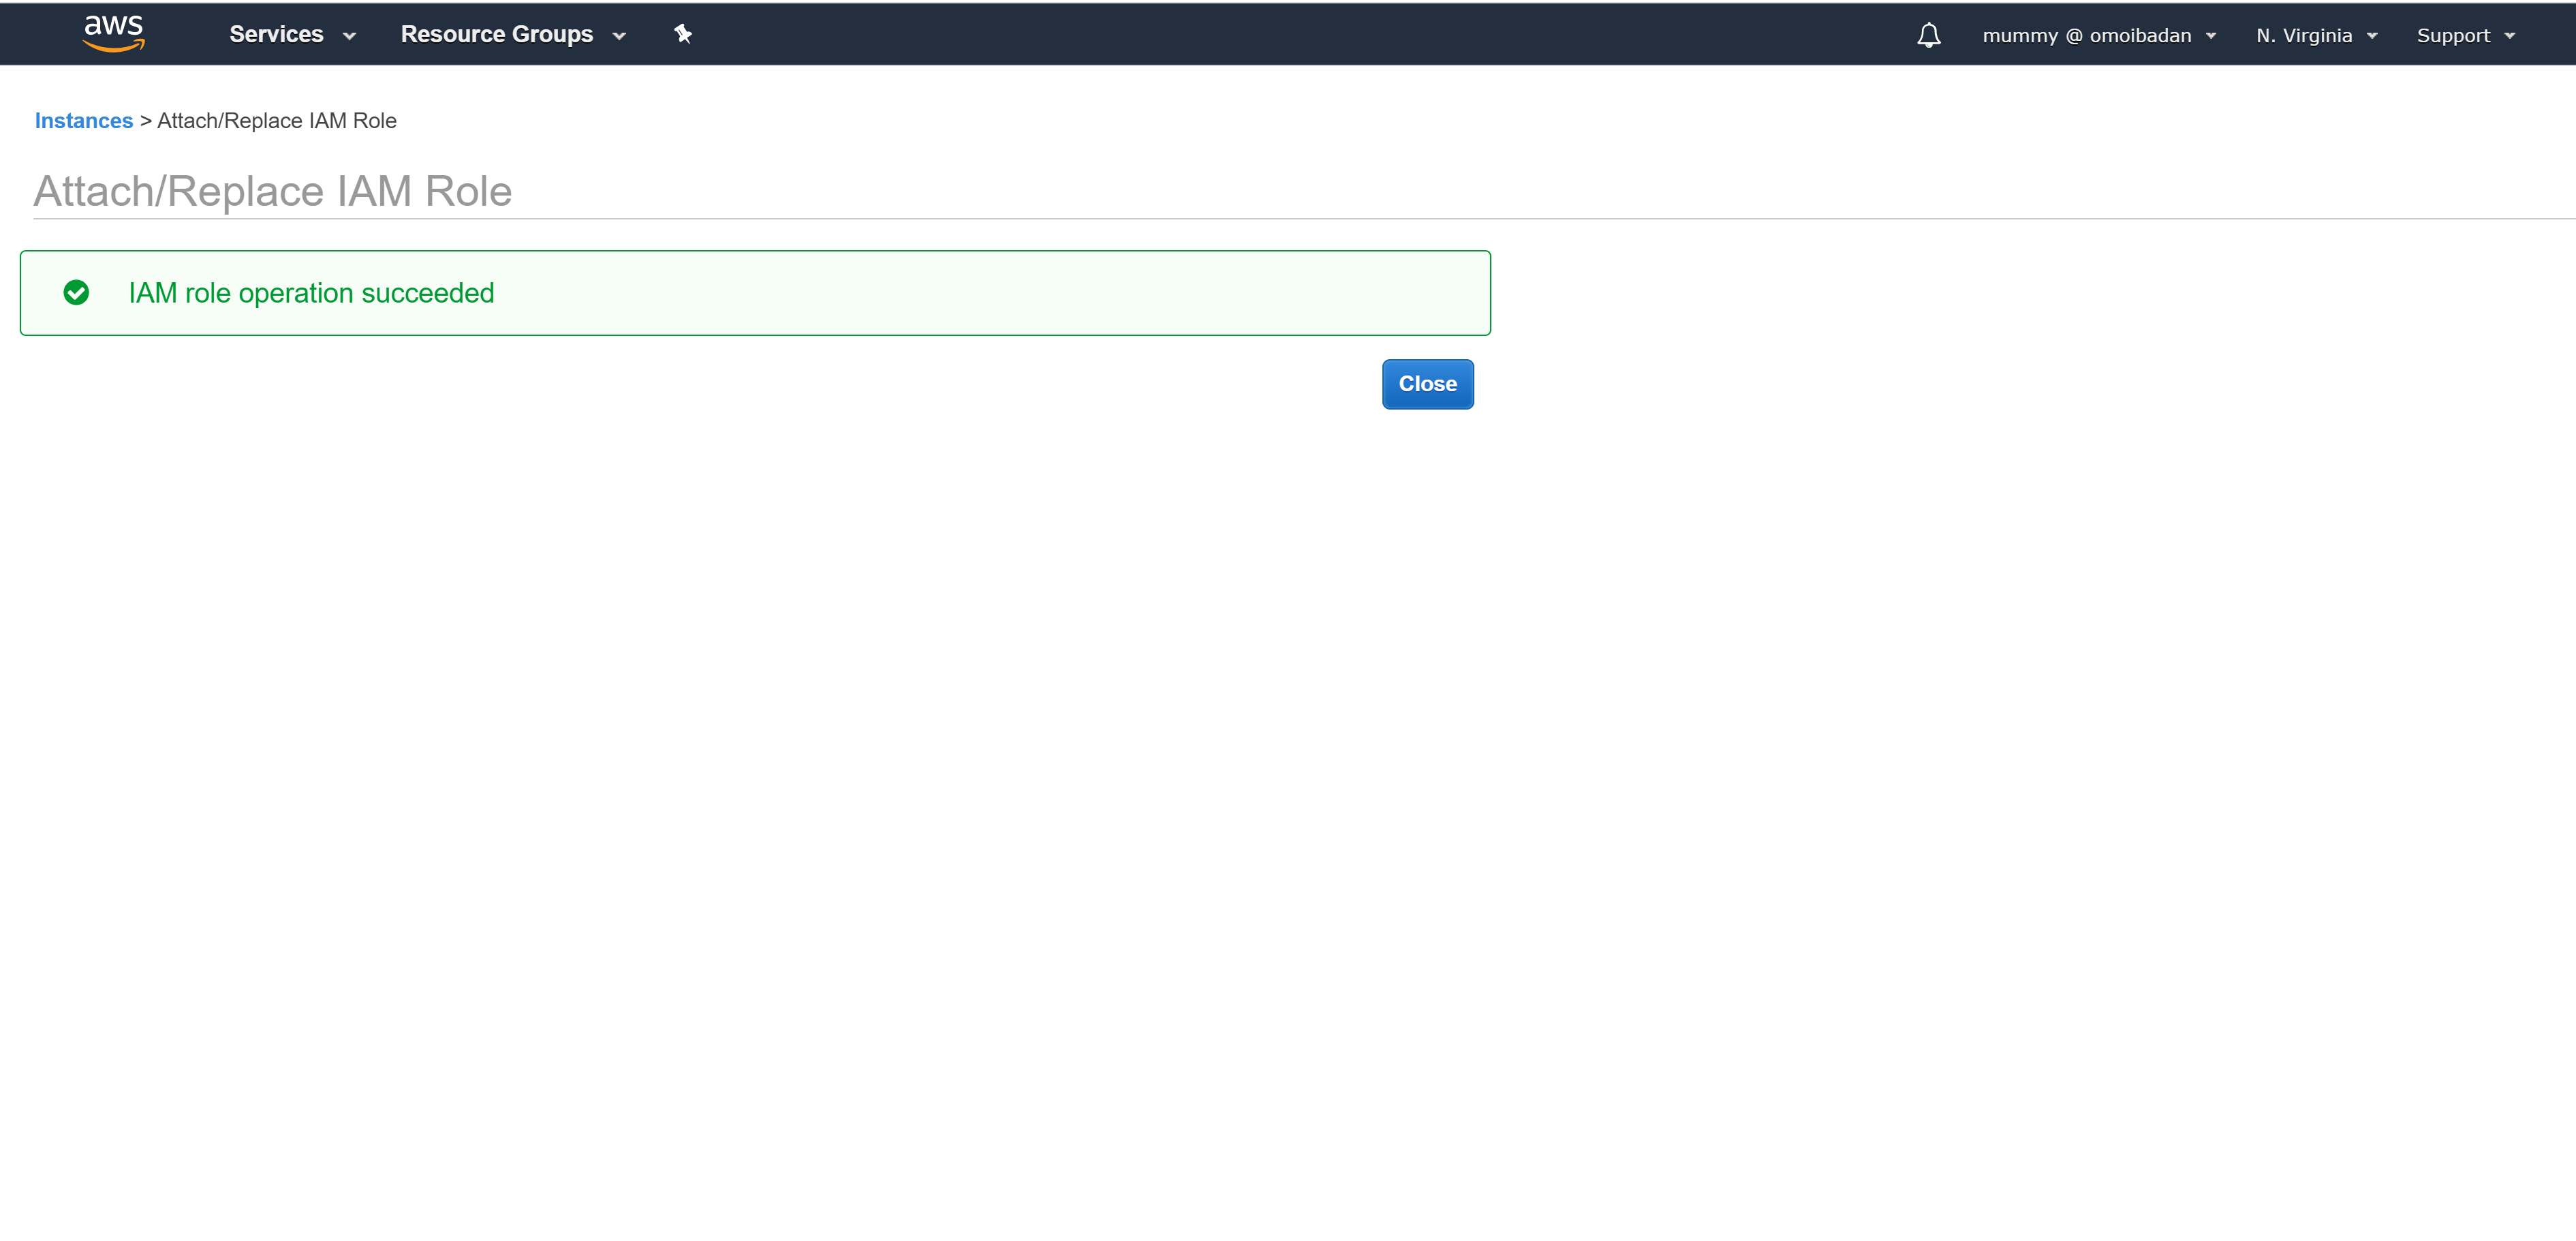 aws Services Resource Groups mummy @ omoibadan N. Virginia Support
Instances > Attach/Replace IAM Role
Attach/Replace IAM Role
IAM role operation succeeded
Close